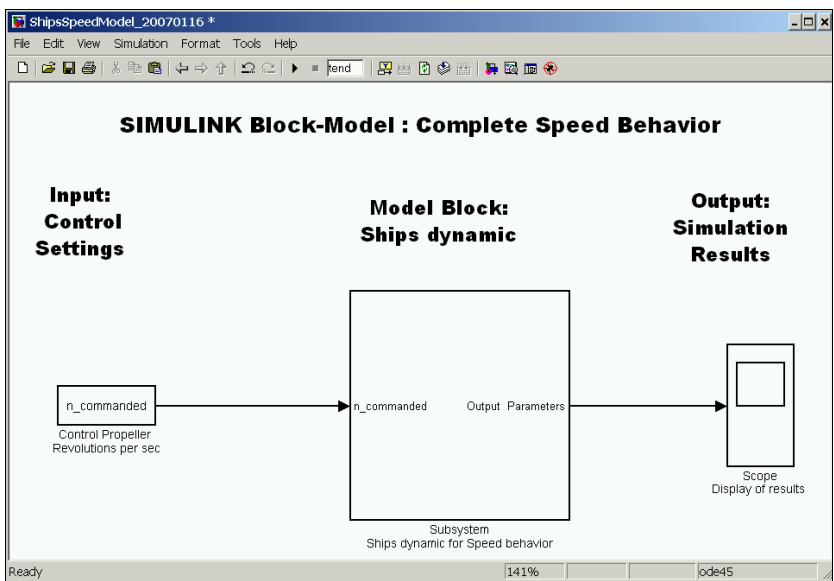 ShipsSpeedModel_20070116 *
File Edit View Simulation Format Tools Help
tend
SIMULINK Block-Model : Complete Speed Behavior
Input:
Control
Settings
Model Block:
Ships dynamic
Output:
Simulation
Results
n_commanded
Control Propeller
Revolutions per sec
n_commanded
Output Parameters
Subsystem
Ships dynamic for Speed behavior
Scope
Display of results
Ready
141%
ode45